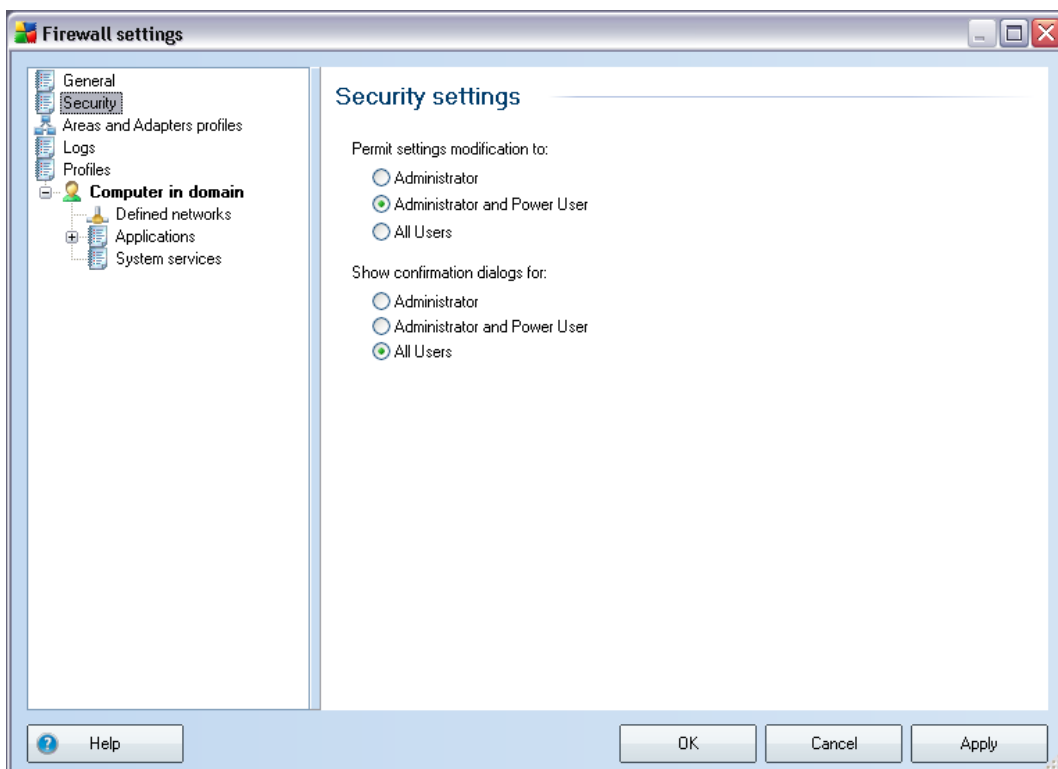 Firewall settings
General
Security
Areas and Adapters profiles
Logs
Profiles
Computer in domain
Defined networks
Applications
System services
Security settings
Permit settings modification to:
Administrator
Administrator and Power User
All Users
Show confirmation dialogs for:
Administrator
Administrator and Power User
All Users
Help
OK
Cancel
Apply